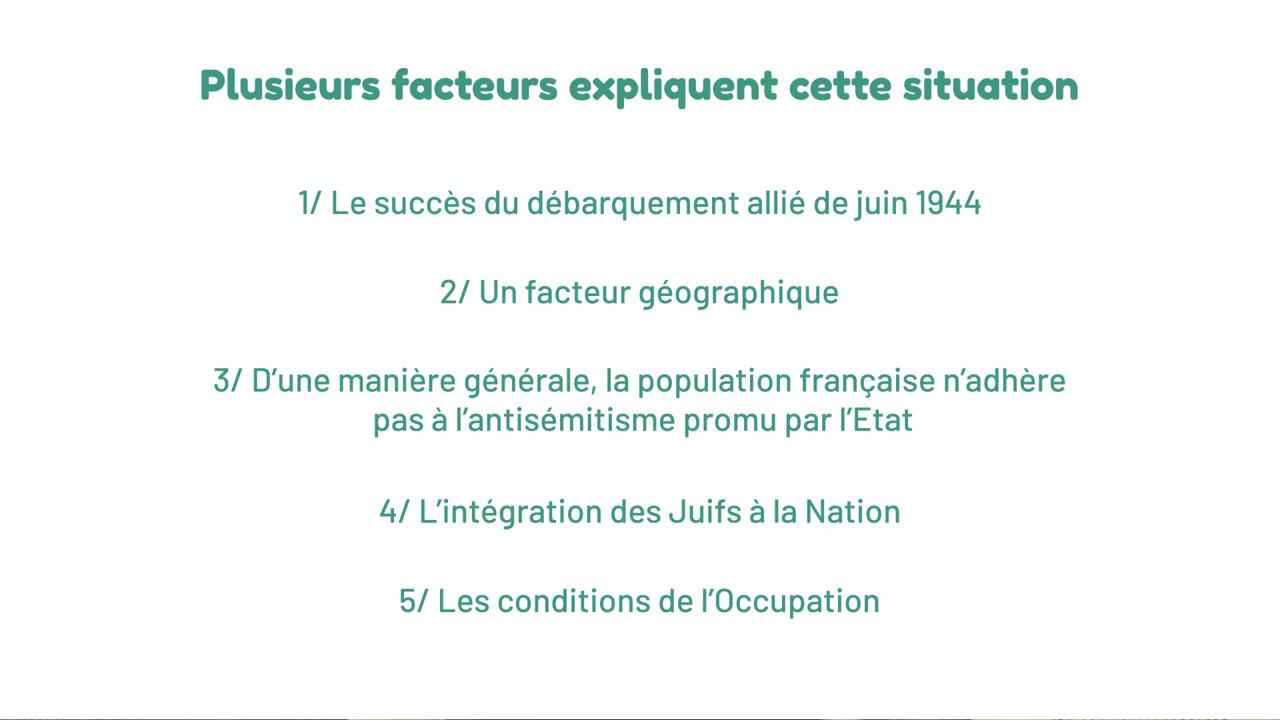 Plusieurs facteurs expliquent cette situation
1/ Le succès du débarquement allié de juin 1944
2/ Un facteur géographique
3/ D’une manière générale, la population française n’adhère
pas à l’antisémitisme promu par l’Etat
4/ L’intégration des Juifs à la Nation
5/ Les conditions de l’Occupation